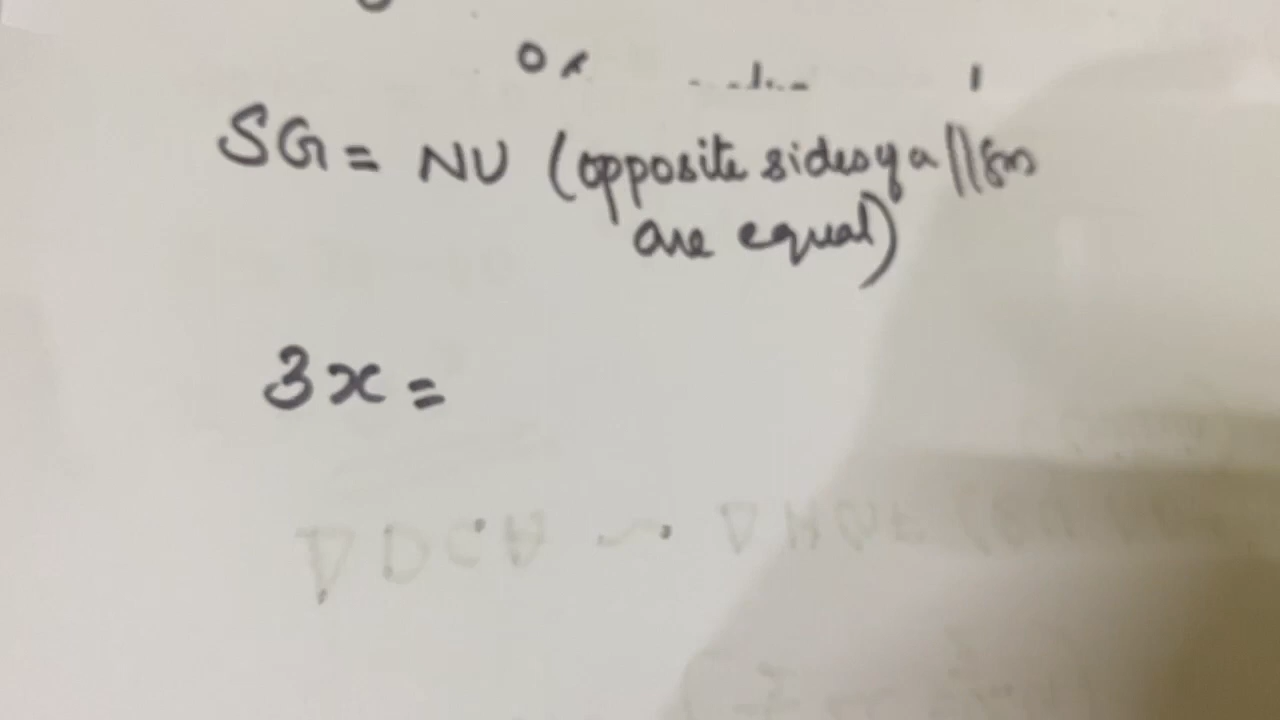 SG = NU (opposite sides of a ||gm
are equal)
3x =